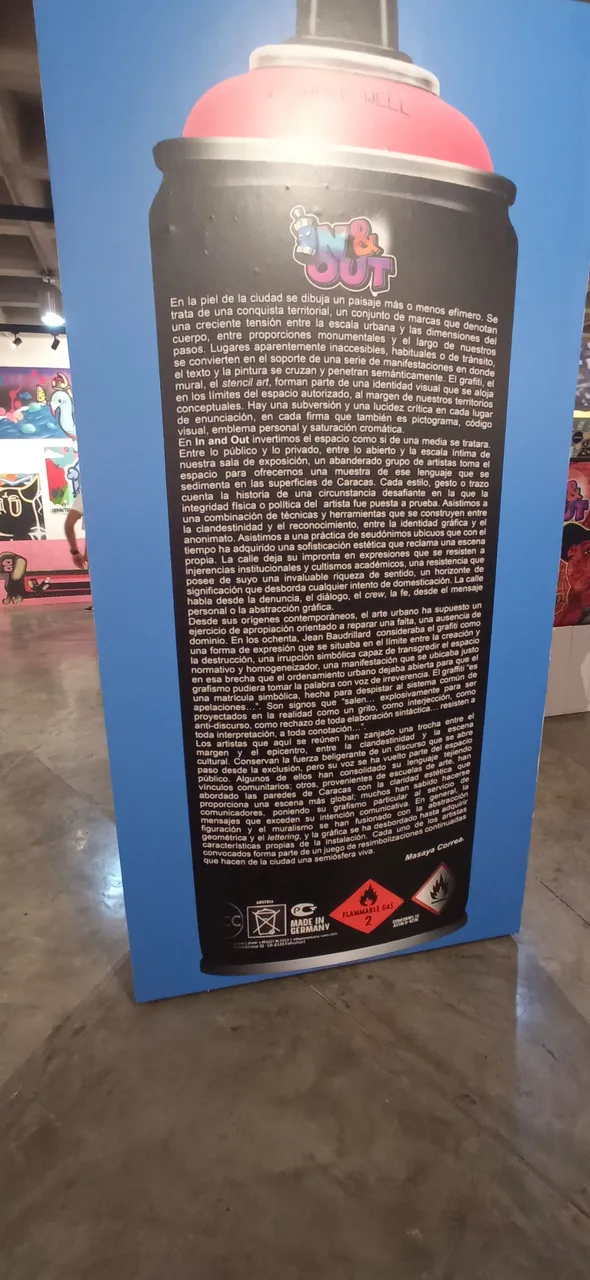 WELL
IN&
OUT
En la piel de la ciudad se dibuja un paisaje más o menos efímero. Se
trata de una conquista territorial, un conjunto de marcas que denotan
una creciente tensión entre la escala urbana y las dimensiones del
cuerpo, entre proporciones monumentales y el largo de nuestros
pasos. Lugares aparentemente inaccesibles, habituales o de tránsito,
se convierten en el soporte de una serie de manifestaciones en donde
el texto y la pintura se cruzan y penetran semánticamente. El grafiti, el
mural, el stencil art, forman parte de una identidad visual que se aloja
en los límites del espacio autorizado, al margen de nuestros territorios
conceptuales. Hay una subversión y una lucidez crítica en cada lugar
de enunciación, en cada firma que también es pictograma, código
visual, emblema personal y saturación cromática.
En In and Out invertimos el espacio como si de una media se tratara.
Entre lo público y lo privado, entre lo abierto y la escala íntima de
nuestra sala de exposición, un abanderado grupo de artistas toma el
espacio para ofrecernos una muestra de ese lenguaje que se
sedimenta en las superficies de Caracas. Cada estilo, gesto o trazo
cuenta la historia de una circunstancia desafiante en la que la
integridad física o política del artista fue puesta a prueba. Asistimos a
una combinación de técnicas y herramientas que se construyen entre
la clandestinidad y el reconocimiento, entre la identidad gráfica y el
anonimato. Asistimos a una práctica de seudónimos ubicuos que con el
tiempo ha adquirido una sofisticación estética que reclama una escena
propia. La calle deja su impronta en expresiones que se resisten a
injerencias institucionales y cultismos académicos, una resistencia que
posee de suyo una invaluable riqueza de sentido, un horizonte de
significación que desborda cualquier intento de domesticación. La calle
habla desde la denuncia, el diálogo, el crew, la fe, desde el mensaje
personal o la abstracción gráfica.
Desde sus orígenes contemporáneos, el arte urbano ha supuesto un
ejercicio de apropiación orientado a reparar una falta, una ausencia de
dominio. En los ochenta, Jean Baudrillard consideraba el grafiti como
una forma de expresión que se situaba en el límite entre la creación y
la destrucción, una irrupción simbólica capaz de transgredir el espacio
normativo y homogeneizador, una manifestación que se ubicaba justo
en esa brecha que el ordenamiento urbano dejaba abierta para que el
grafismo pudiera tomar la palabra con voz de irreverencia. El graffiti "es
una matrícula simbólica, hecha para despistar al sistema común de
apelaciones…". Son signos que "salen… explosivamente para ser
proyectados en la realidad como un grito, como interjección, como
anti-discurso, como rechazo de toda elaboración sintáctica… resisten a
toda interpretación, a toda conotación…".
Los artistas que aquí se reúnen han zanjado una trocha entre el
margen y el epicentro, entre la clandestinidad y la escena
cultural. Conservan la fuerza beligerante de un discurso que se abre
paso desde la exclusión, pero su voz se ha vuelto parte del espacio
público. Algunos de ellos han consolidado su lenguaje tejiendo
vínculos comunitarios; otros, provenientes de escuelas de arte, han
abordado las paredes de Caracas con la claridad estética que
proporciona una escena más global; muchos han sabido hacerse
comunicadores, poniendo su grafismo particular al servicio de
mensajes que exceden su intención comunicativa. En general, la
figuración y el muralismo se han fusionado con la abstracción
geométrica y el lettering, y la gráfica se ha desbordado hasta adquirir
características propias de la instalación. Cada uno de los artistas
convocados forma parte de un juego de resimbolizaciones continuadas
que hacen de la ciudad una semiósfera viva.
Masaya Correa.
AUSTRIA
MADE IN
GERMANY
FLAMMABLE GAS
2